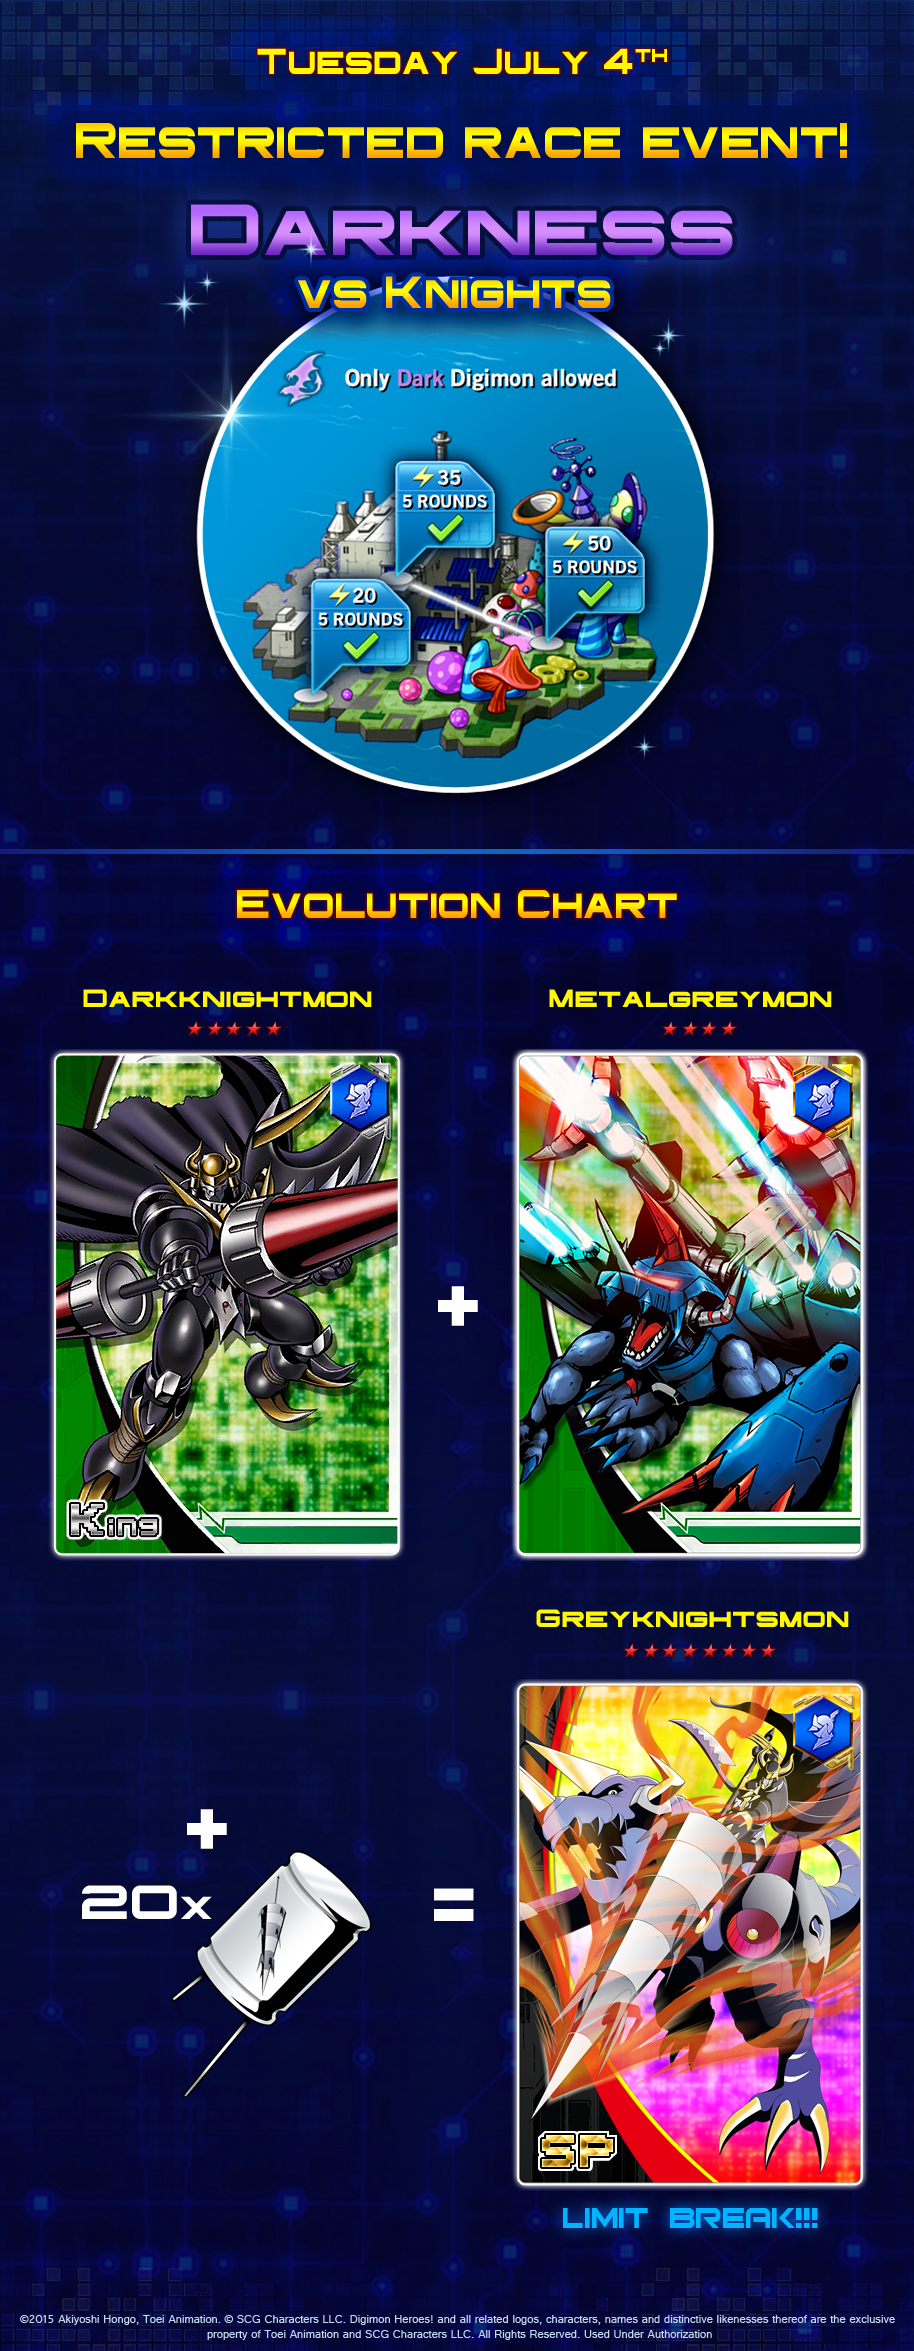 Tuesday July 4th
Restricted race event!
Darkness
vs Knights
Only Dark Digimon allowed
35
5 ROUNDS
50
5 ROUNDS
20
5 ROUNDS
Evolution Chart
DarkKnightmon
MetalGreymon
King
GreyKnightsmon
20x
SP
LIMIT BREAK!!!
©2015 Akiyoshi Hongo, Toei Animation. © SCG Characters LLC. Digimon Heroes! and all related logos, characters, names and distinctive likenesses thereof are the exclusive
property of Toei Animation and SCG Characters LLC. All Rights Reserved. Used Under Authorization